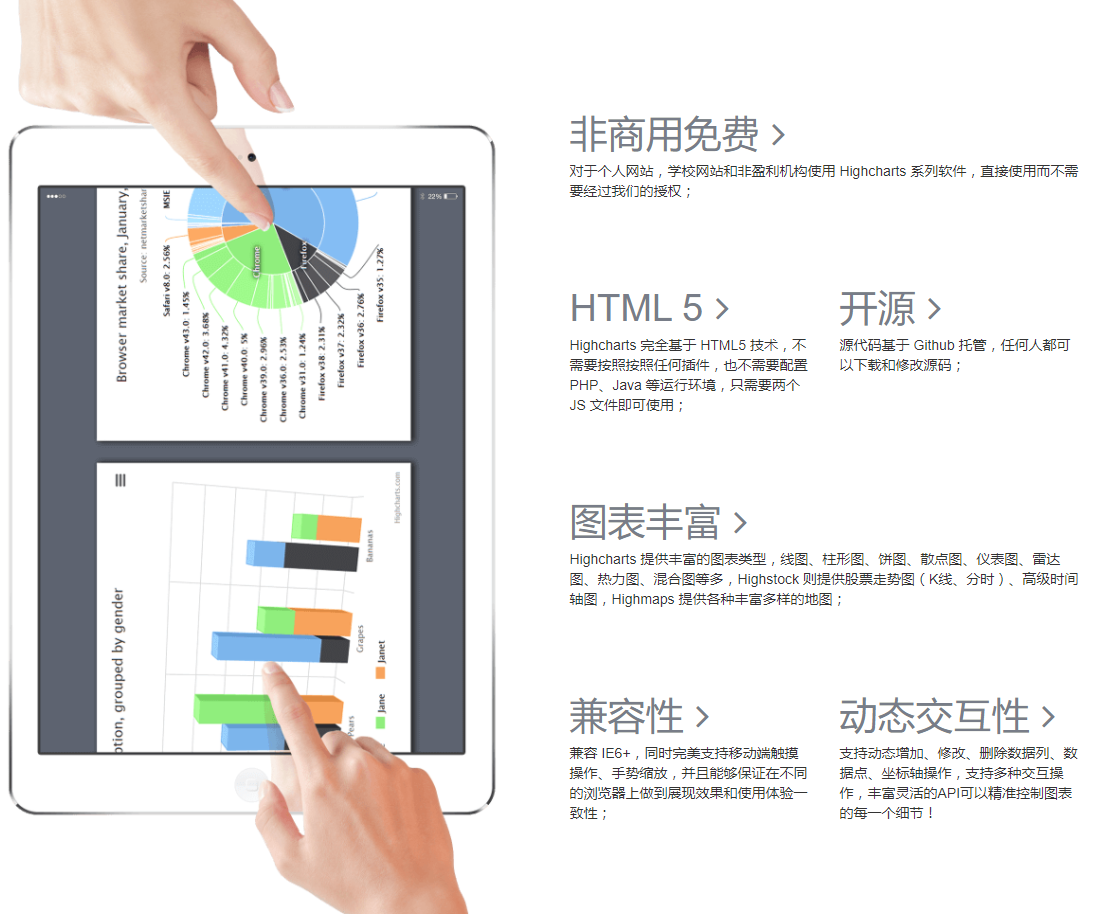 22%
Browser market share, January,
Source: netmarketshar
MSIE
Safari v8.0: 2.56%
Chrome v43.0: 1.45%
Chrome v42.0: 3.68%
Chrome v41.0: 4.32%
Chrome v40.0: 5%
Chrome v39.0: 2.96%
Chrome v36.0: 2.53%
Chrome v31.0: 1.24%
Firefox v38: 2.31%
Firefox v37: 2.32%
Firefox v36: 2.76%
Firefox v35: 1.27%
Chrome
Firefox
ption, grouped by gender
Bananas
Grapes
Years
Janet
Jane
Highcharts.com
非商用免费
对于个人网站，学校网站和非盈利机构使用 Highcharts 系列软件，直接使用而不需
要经过我们的授权；
HTML 5
Highcharts 完全基于 HTML5 技术，不
需要按照按照任何插件，也不需要配置
PHP、Java 等运行环境，只需要两个
JS 文件即可使用；
开源
源代码基于 Github 托管，任何人都可
以下载和修改源码；
图表丰富
Highcharts 提供丰富的图表类型，线图、柱形图、饼图、散点图、仪表图、雷达
图、热力图、混合图等多，Highstock 则提供股票走势图（K线、分时）、高级时间
轴图，Highmaps 提供各种丰富多样的地图；
兼容性
兼容 IE6+，同时完美支持移动端触摸
操作、手势缩放，并且能够保证在不同
的浏览器上做到展现效果和使用体验一
致性；
动态交互性
支持动态增加、修改、删除数据列、数
据点、坐标轴操作，支持多种交互操
作，丰富灵活的API可以精准控制图表
的每一个细节！